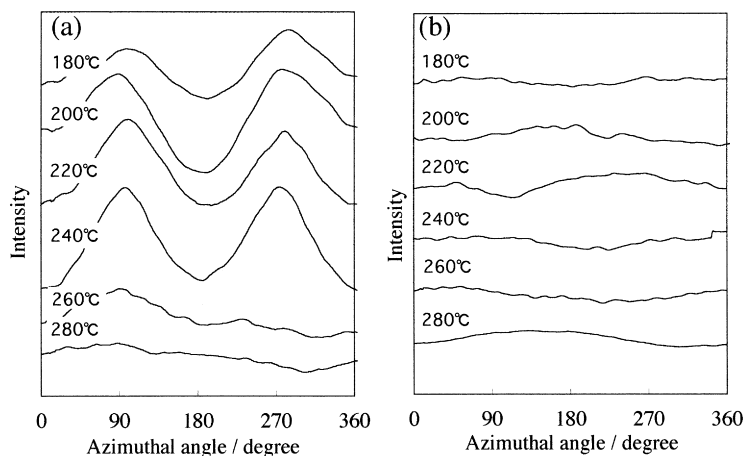 (a)
180℃
200℃
220℃
240℃
260℃
280℃
Intensity
0 90 180 270 360
Azimuthal angle / degree
(b)
180℃
200℃
220℃
240℃
260℃
280℃
Intensity
0 90 180 270 360
Azimuthal angle / degree